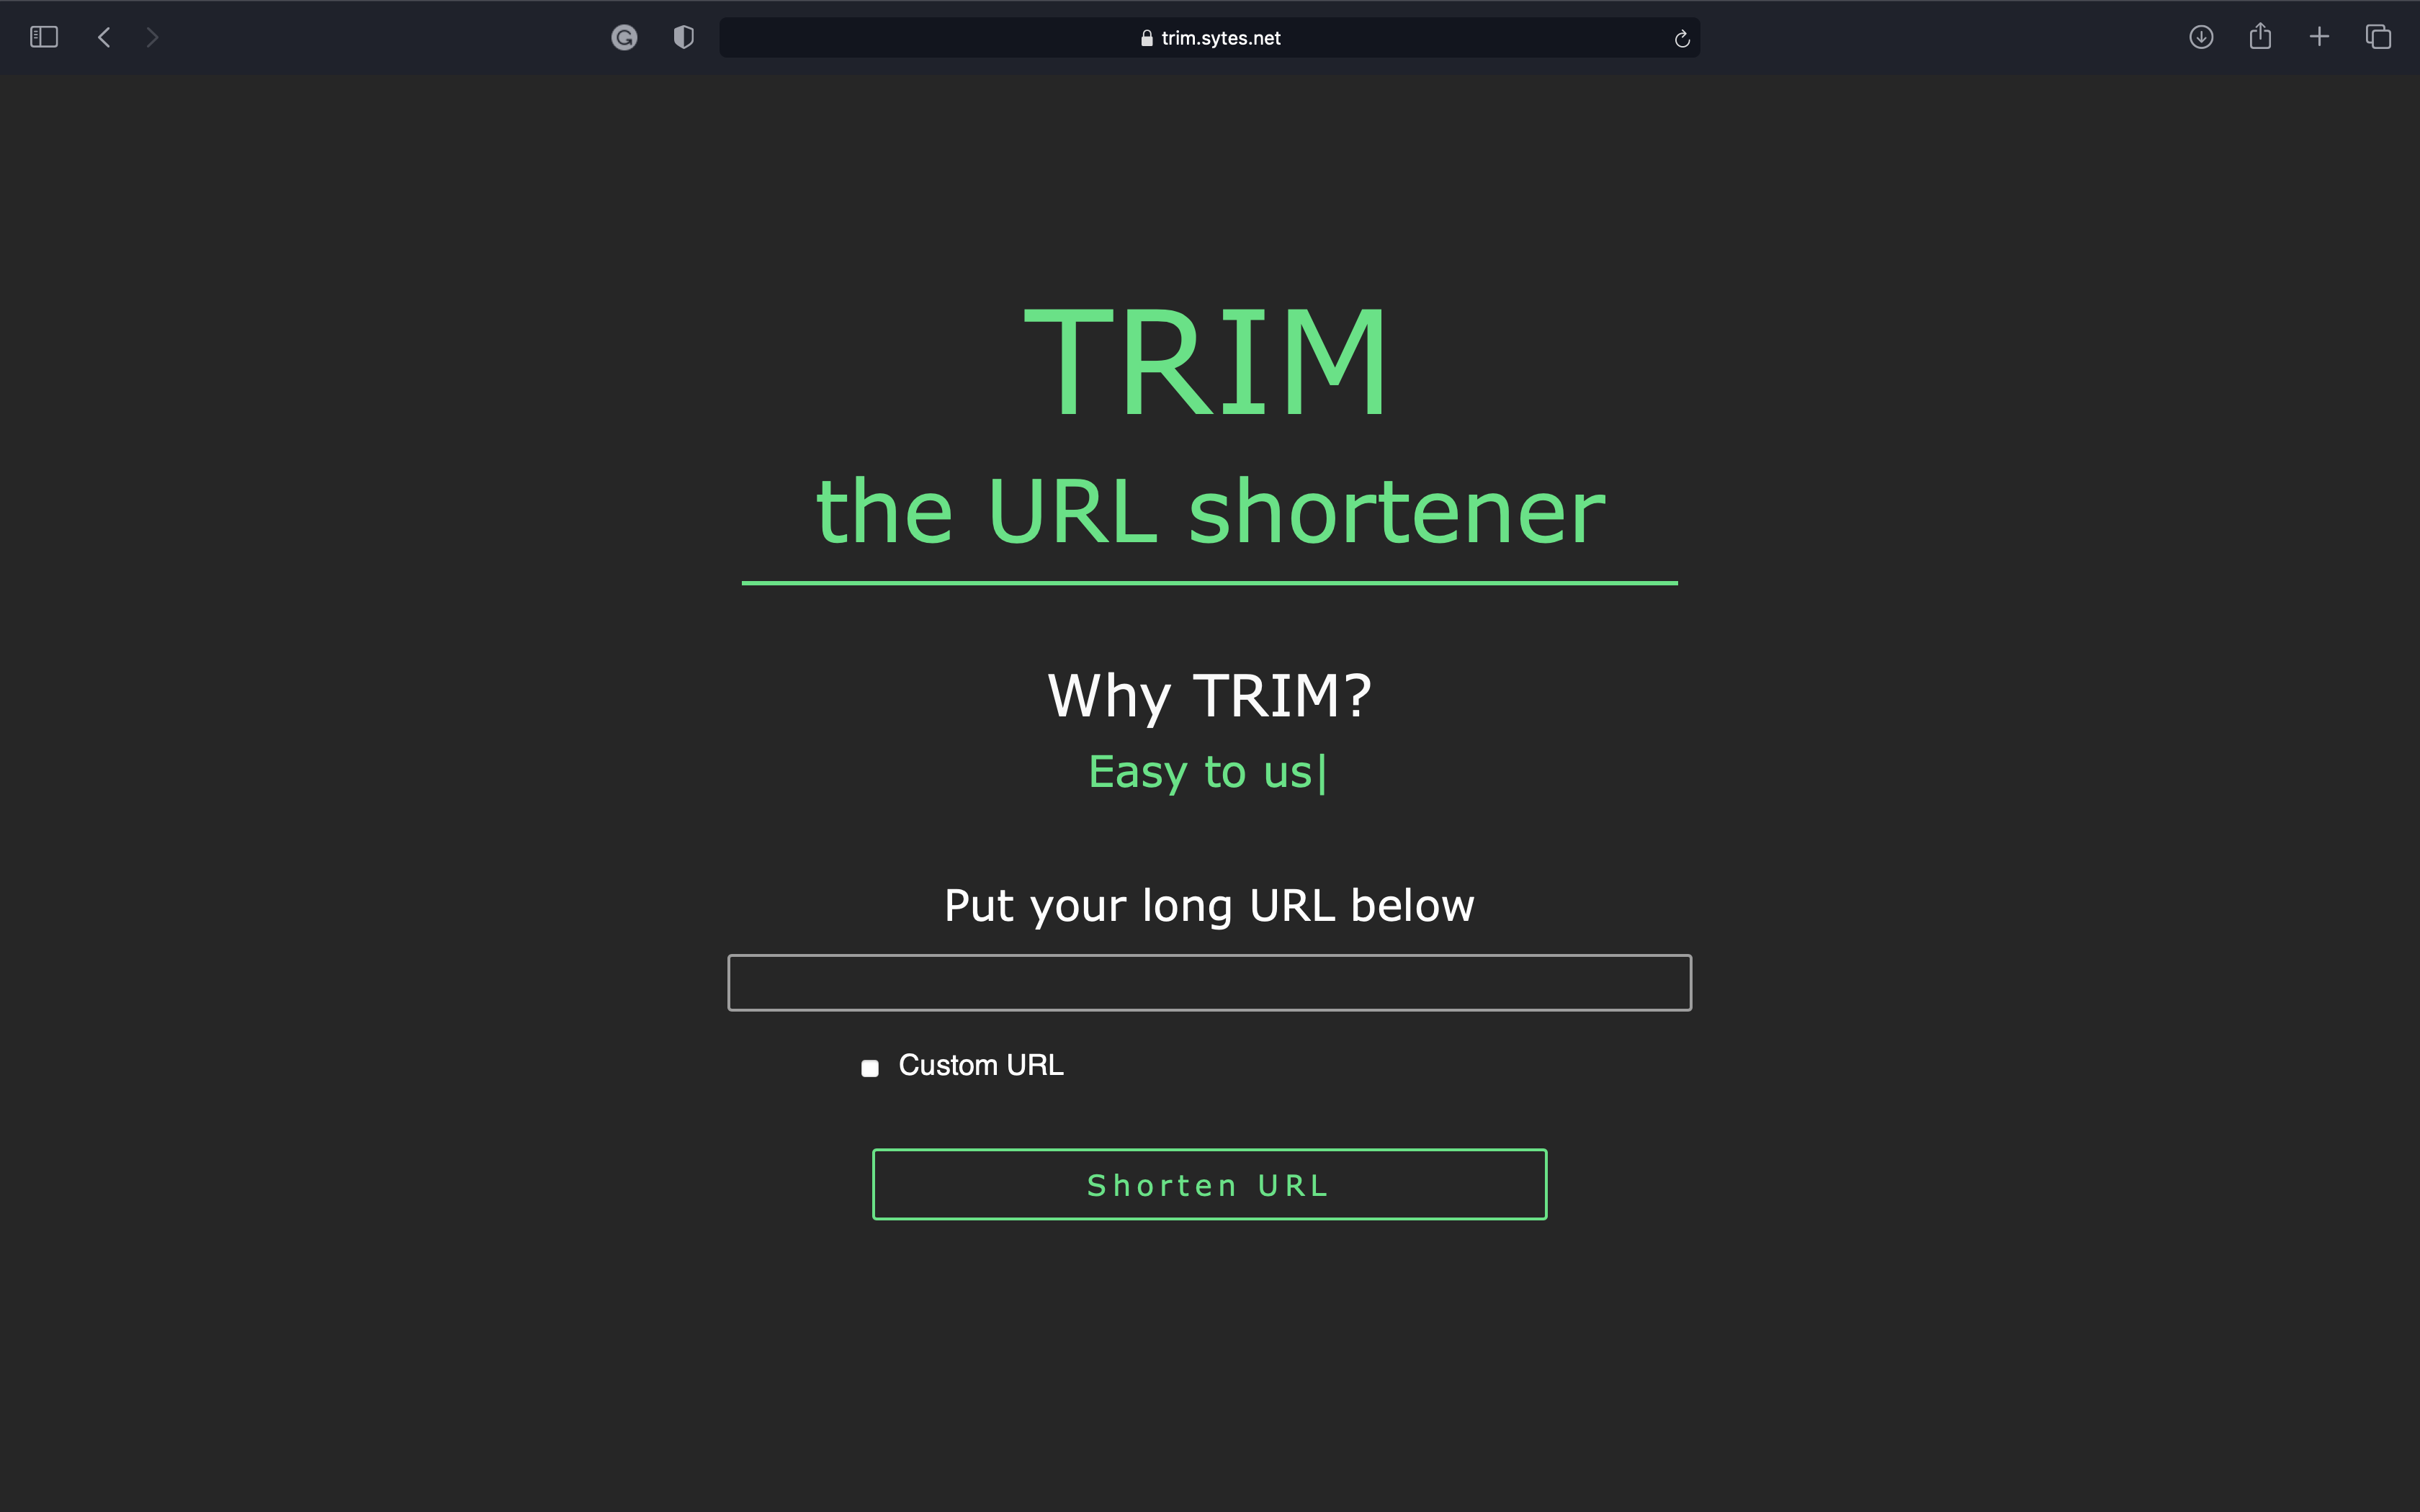 trim.sytes.net
TRIM
the URL shortener
Why TRIM?
Easy to us|
Put your long URL below
Custom URL
Shorten URL